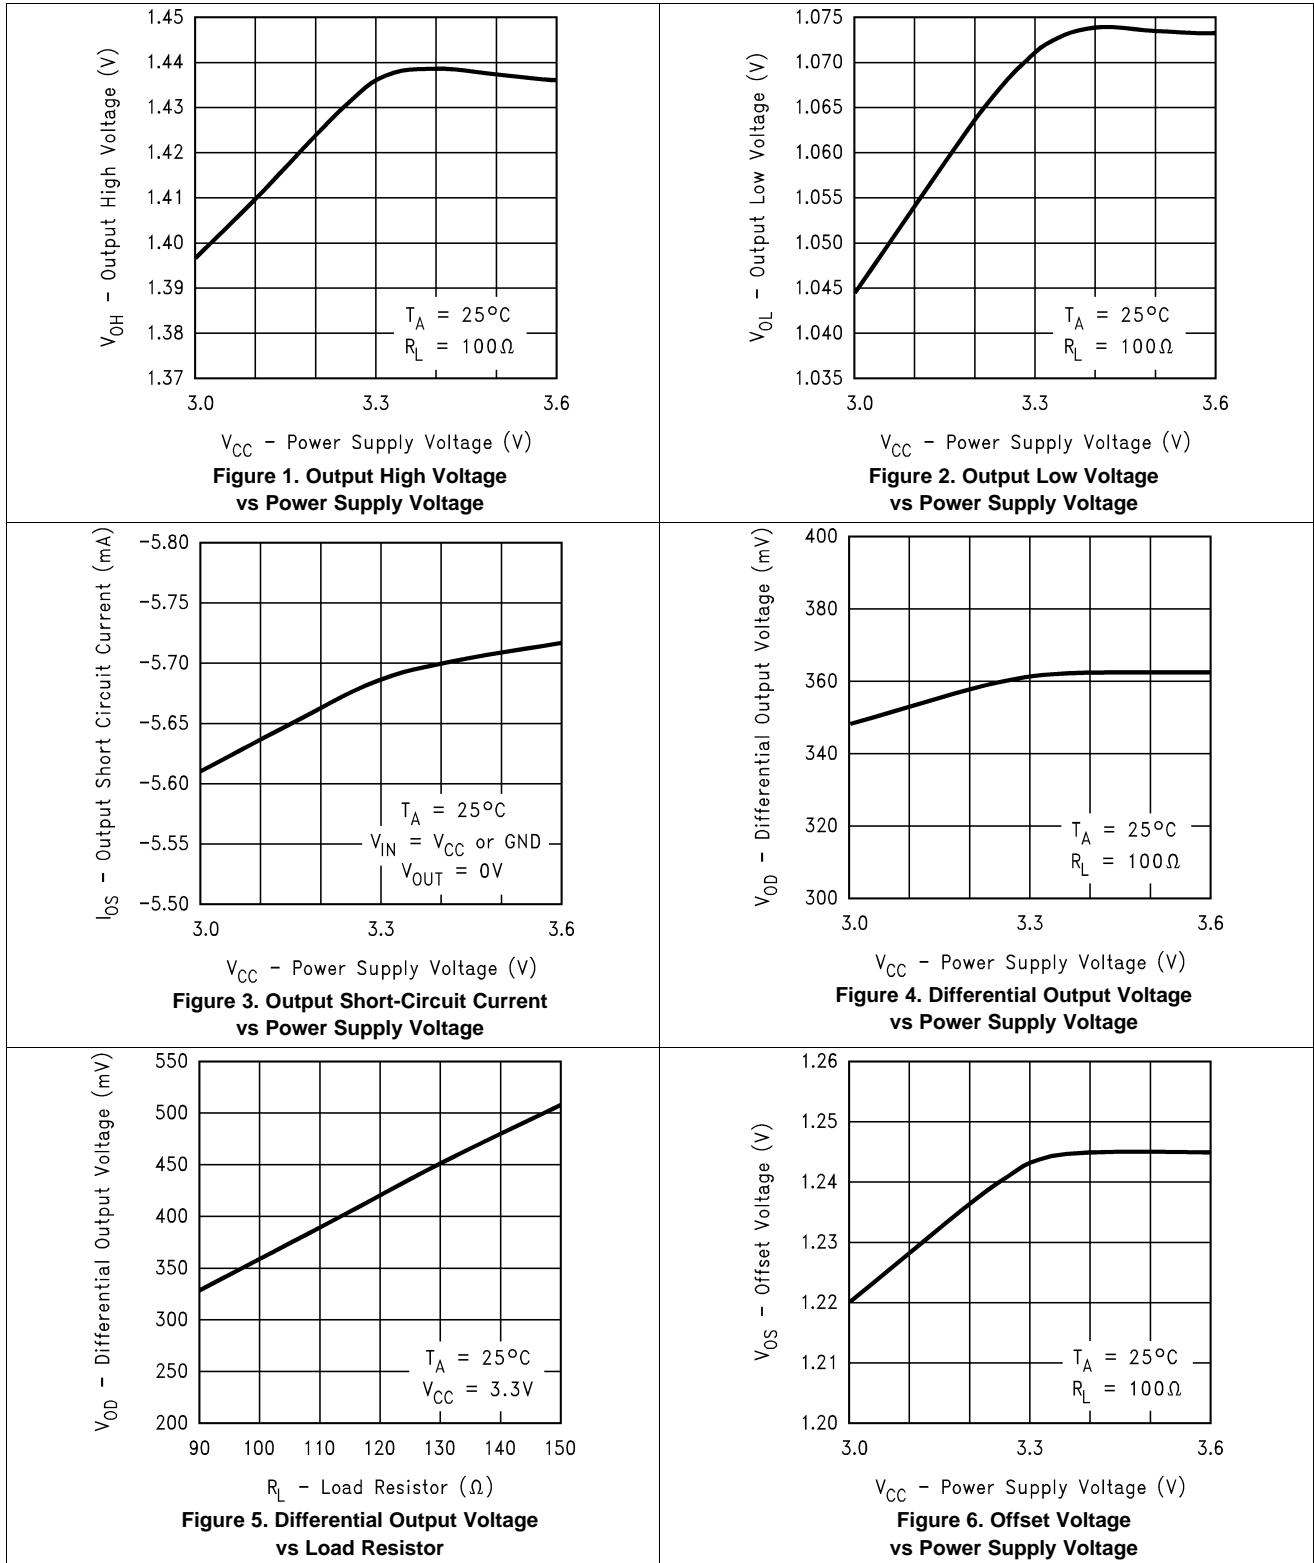 V_OH – Output High Voltage (V)
1.45
1.44
1.43
1.42
1.41
1.40
1.39
1.38
1.37
T_A = 25°C
R_L = 100Ω
3.0 3.3 3.6
V_CC – Power Supply Voltage (V)
Figure 1. Output High Voltage
vs Power Supply Voltage
V_OL – Output Low Voltage (V)
1.075
1.070
1.065
1.060
1.055
1.050
1.045
1.040
1.035
T_A = 25°C
R_L = 100Ω
3.0 3.3 3.6
V_CC – Power Supply Voltage (V)
Figure 2. Output Low Voltage
vs Power Supply Voltage
I_OS – Output Short Circuit Current (mA)
−5.80
−5.75
−5.70
−5.65
−5.60
−5.55
−5.50
T_A = 25°C
V_IN = V_CC or GND
V_OUT = 0V
3.0 3.3 3.6
V_CC – Power Supply Voltage (V)
Figure 3. Output Short-Circuit Current
vs Power Supply Voltage
V_OD – Differential Output Voltage (mV)
400
380
360
340
320
300
T_A = 25°C
R_L = 100Ω
3.0 3.3 3.6
V_CC – Power Supply Voltage (V)
Figure 4. Differential Output Voltage
vs Power Supply Voltage
V_OD – Differential Output Voltage (mV)
550
500
450
400
350
300
250
200
T_A = 25°C
V_CC = 3.3V
90 100 110 120 130 140 150
R_L – Load Resistor (Ω)
Figure 5. Differential Output Voltage
vs Load Resistor
V_OS – Offset Voltage (V)
1.26
1.25
1.24
1.23
1.22
1.21
1.20
T_A = 25°C
R_L = 100Ω
3.0 3.3 3.6
V_CC – Power Supply Voltage (V)
Figure 6. Offset Voltage
vs Power Supply Voltage